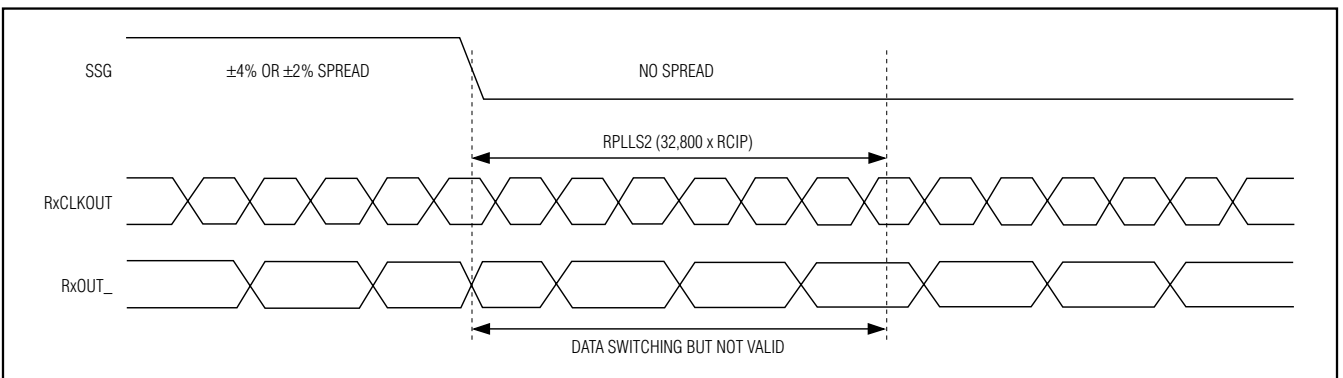 SSG
±4% OR ±2% SPREAD
NO SPREAD
RPLLS2 (32,800 x RCIP)
RxCLKOUT
RxOUT_
DATA SWITCHING BUT NOT VALID